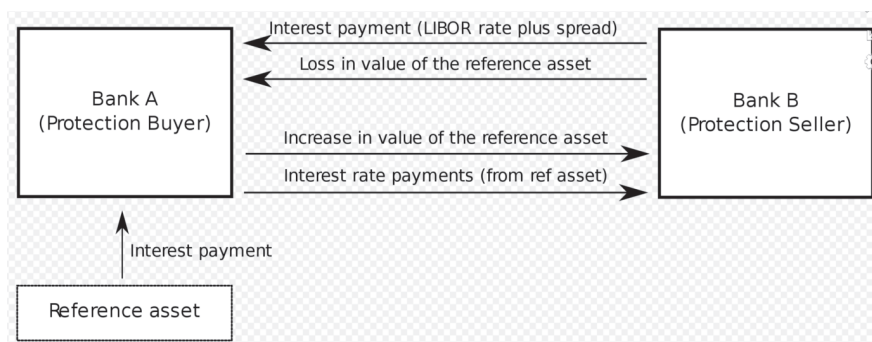 Interest payment (LIBOR rate plus spread)
Loss in value of the reference asset
Bank A
(Protection Buyer)
Bank B
(Protection Seller)
Increase in value of the reference asset
Interest rate payments (from ref asset)
Interest payment
Reference asset